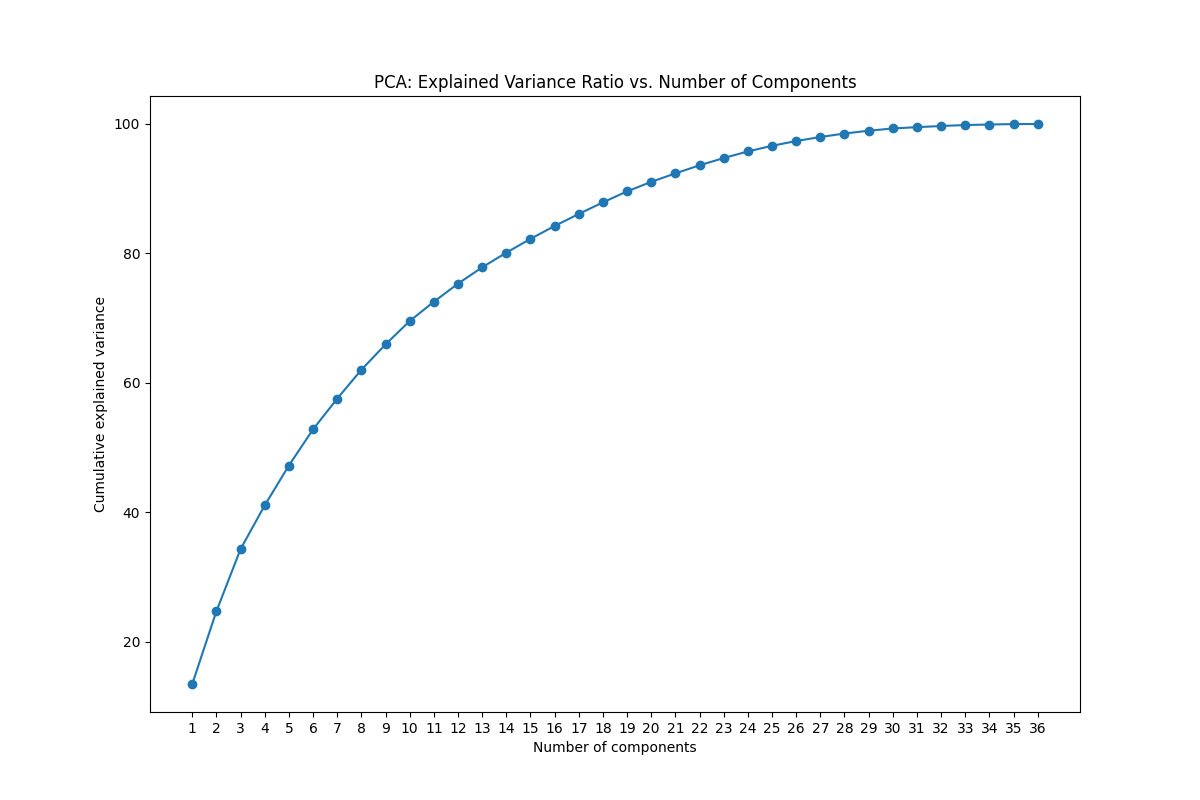 PCA: Explained Variance Ratio vs. Number of Components
100
80
60
40
20
Cumulative explained variance
1 2 3 4 5 6 7 8 9 10 11 12 13 14 15 16 17 18 19 20 21 22 23 24 25 26 27 28 29 30 31 32 33 34 35 36
Number of components